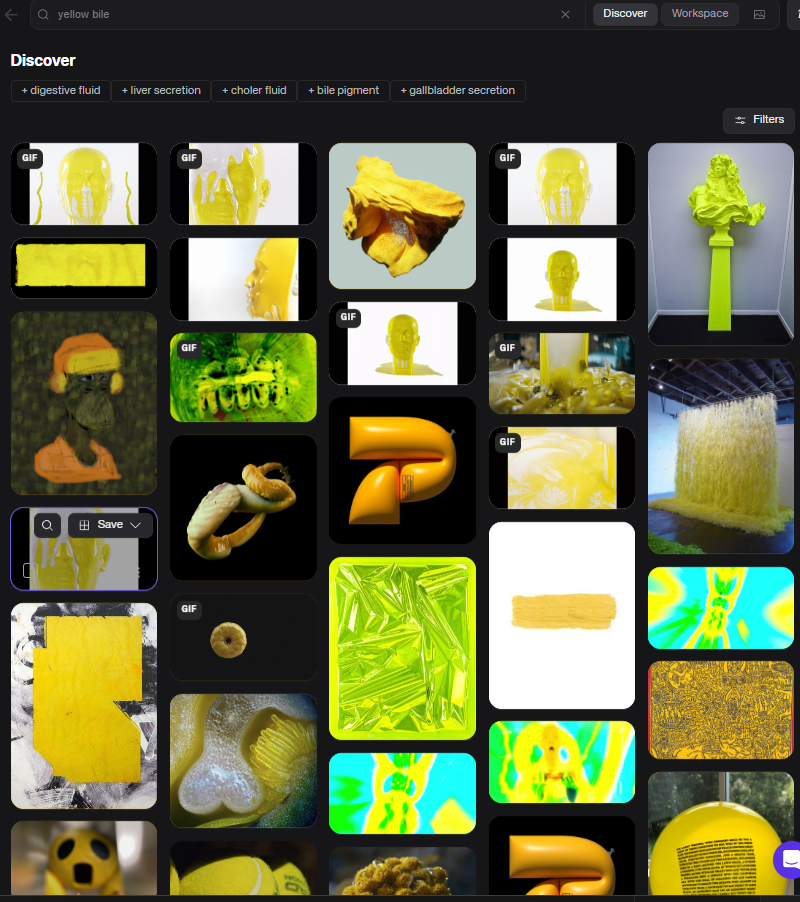 yellow bile
Discover
Workspace
Discover
+ digestive fluid
+ liver secretion
+ choler fluid
+ bile pigment
+ gallbladder secretion
Filters
GIF
GIF
GIF
GIF
GIF
GIF
GIF
Save
GIF